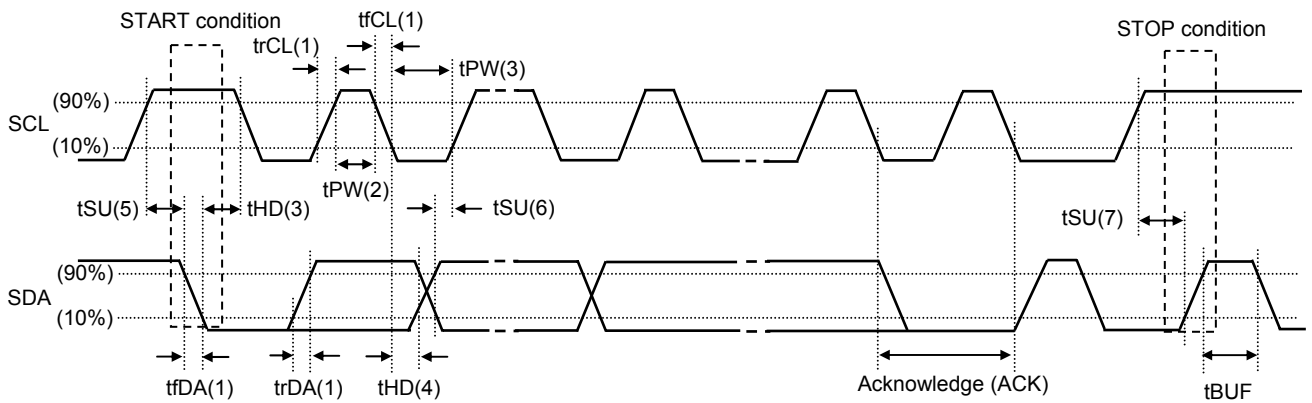 START condition
tfCL(1)
STOP condition
trCL(1)
tPW(3)
(90%)
SCL
(10%)
tPW(2)
tSU(5)
tHD(3)
tSU(6)
tSU(7)
(90%)
SDA
(10%)
tfDA(1)
trDA(1)
tHD(4)
Acknowledge (ACK)
tBUF